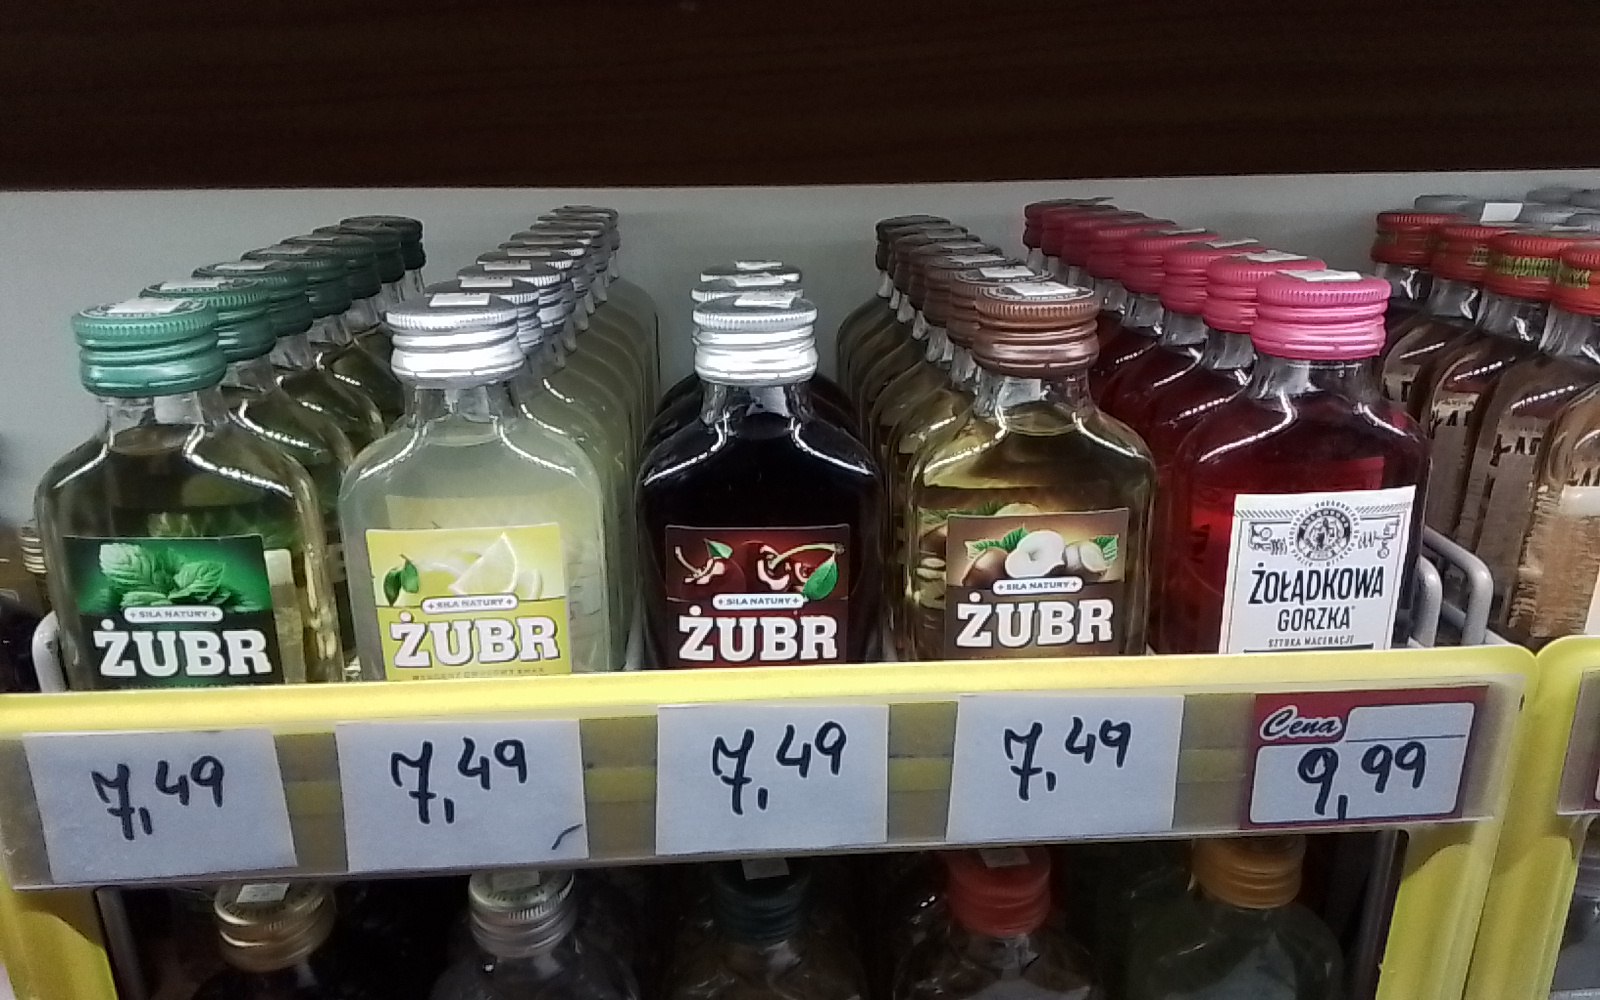 SIŁA NATURY
ŻUBR
SIŁA NATURY
ŻUBR
SIŁA NATURY
ŻUBR
SIŁA NATURY
ŻUBR
ŻOŁĄDKOWA
GORZKA
SZTUKA MACERACJI
7,49
7,49
7,49
7,49
Cena
9,99